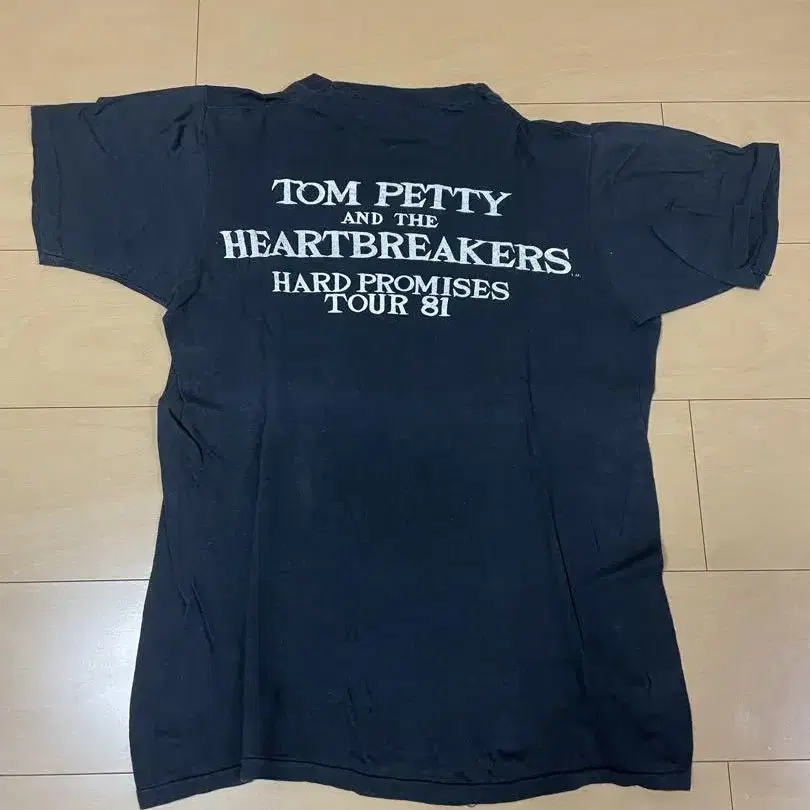 TOM PETTY
AND THE
HEARTBREAKERS
HARD PROMISES
TOUR 81